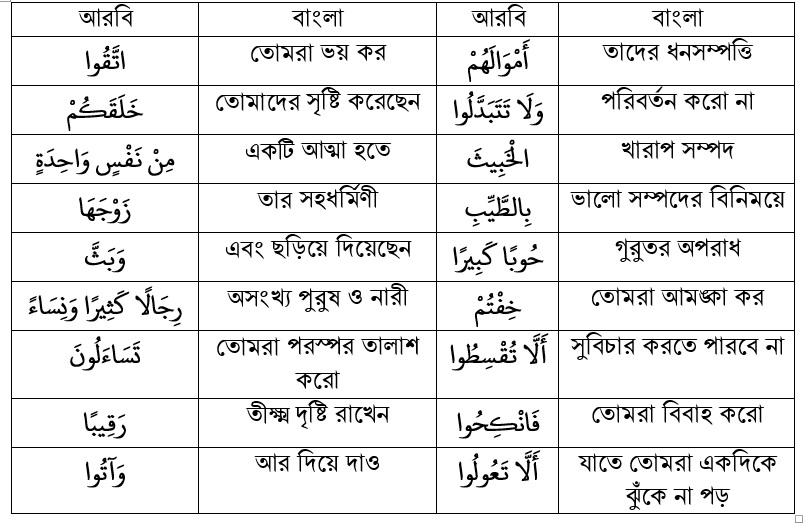 আরবি বাংলা আরবি বাংলা
اتَّقُوا তোমরা ভয় কর أَمْوَالَهُمْ তাদের ধনসম্পত্তি
خَلَقَكُمْ তোমাদের সৃষ্টি করেছেন وَلَا تَتَبَدَّلُوا পরিবর্তন করো না
مِنْ نَفْسٍ وَاحِدَةٍ একটি আত্মা হতে الْخَبِيثَ খারাপ সম্পদ
زَوْجَهَا তার সহধর্মিণী بِالطَّيِّبِ ভালো সম্পদের বিনিময়ে
وَبَثَّ এবং ছড়িয়ে দিয়েছেন حُوبًا كَبِيرًا গুরুতর অপরাধ
رِجَالًا كَثِيرًا وَنِسَاءً অসংখ্য পুরুষ ও নারী خِفْتُمْ তোমরা আমঙ্কা কর
تَسَاءَلُونَ তোমরা পরস্পর তালাশ করো أَلَّا تُقْسِطُوا সুবিচার করতে পারবে না
رَقِيبًا তীক্ষ্ম দৃষ্টি রাখেন فَانْكِحُوا তোমরা বিবাহ করো
وَآتُوا আর দিয়ে দাও أَلَّا تَعُولُوا যাতে তোমরা একদিকে ঝুঁকে না পড়